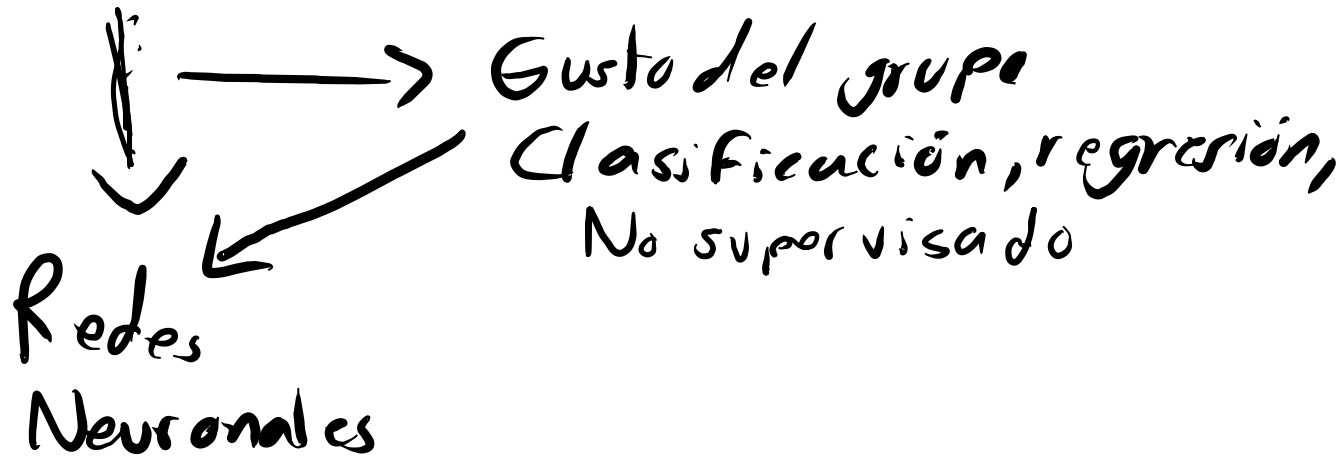 Gusto del grupo
Clasificación, regresión,
No supervisado
Redes
Neuronales